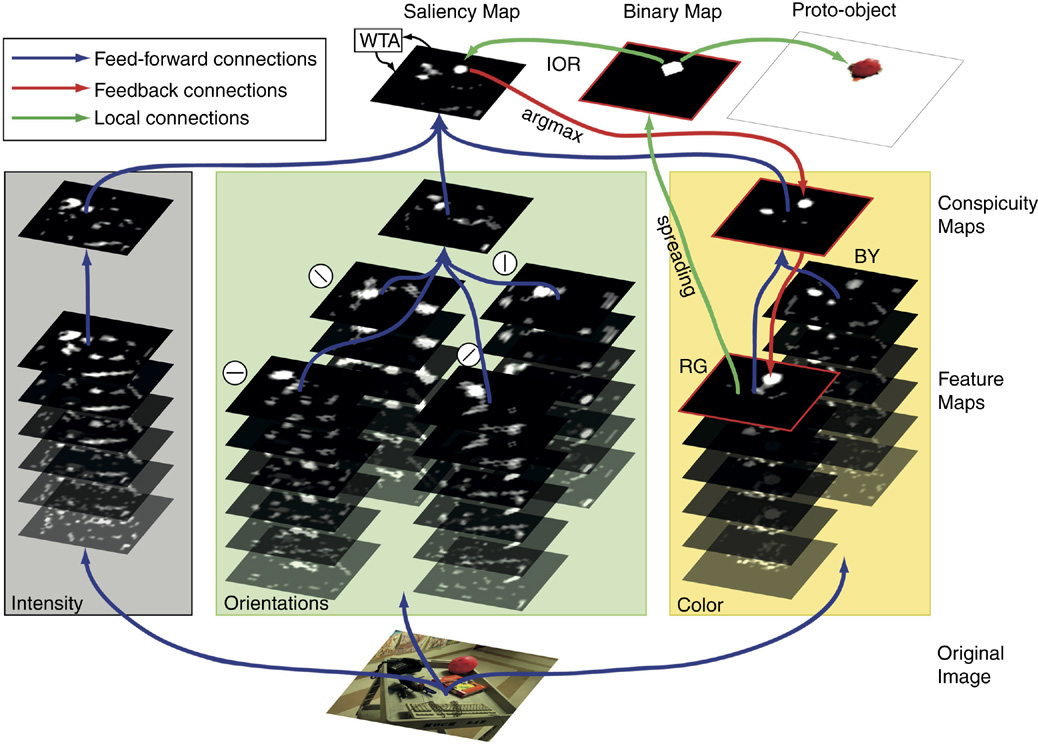 Saliency Map
Binary Map
Proto-object
WTA
IOR
Feed-forward connections
Feedback connections
Local connections
argmax
spreading
Conspicuity
Maps
BY
RG
Feature
Maps
Intensity
Orientations
Color
Original
Image